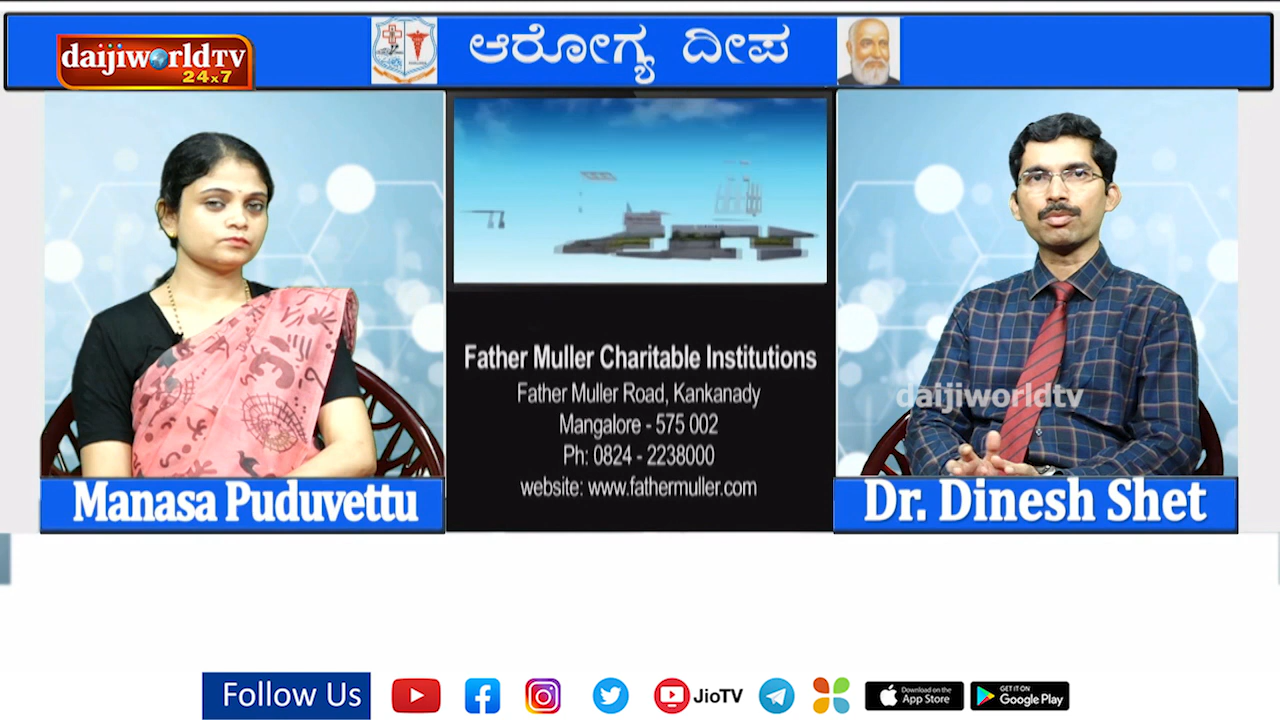 daijiworldTV
24x7
ಆರೋಗ್ಯ ದೀಪ
Father Muller Charitable Institutions
Father Muller Road, Kankanady
Mangalore - 575 002
Ph: 0824 - 2238000
website: www.fathermuller.com
daijiworldtv
Manasa Puduvettu
Dr. Dinesh Shet
Follow Us
JioTV
Download on the
App Store
GET IT ON
Google Play